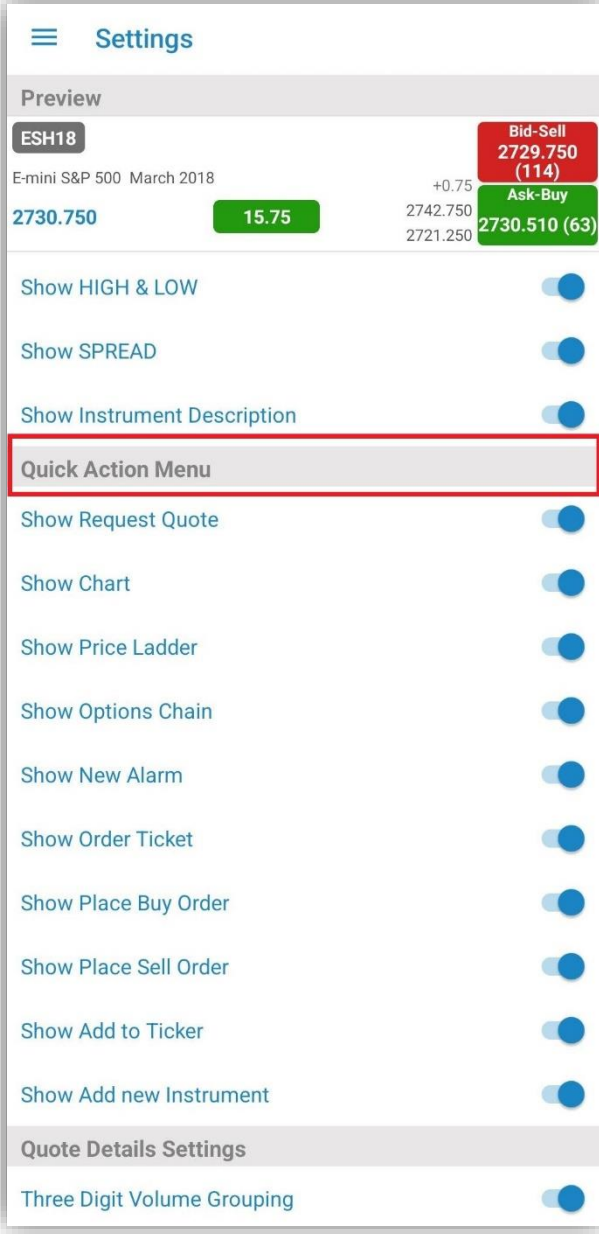 Settings
Preview
ESH18
E-mini S&P 500 March 2018
2730.750
15.75
+0.75
2742.750
2721.250
Bid-Sell
2729.750
(114)
Ask-Buy
2730.510 (63)
Show HIGH & LOW
Show SPREAD
Show Instrument Description
Quick Action Menu
Show Request Quote
Show Chart
Show Price Ladder
Show Options Chain
Show New Alarm
Show Order Ticket
Show Place Buy Order
Show Place Sell Order
Show Add to Ticker
Show Add new Instrument
Quote Details Settings
Three Digit Volume Grouping